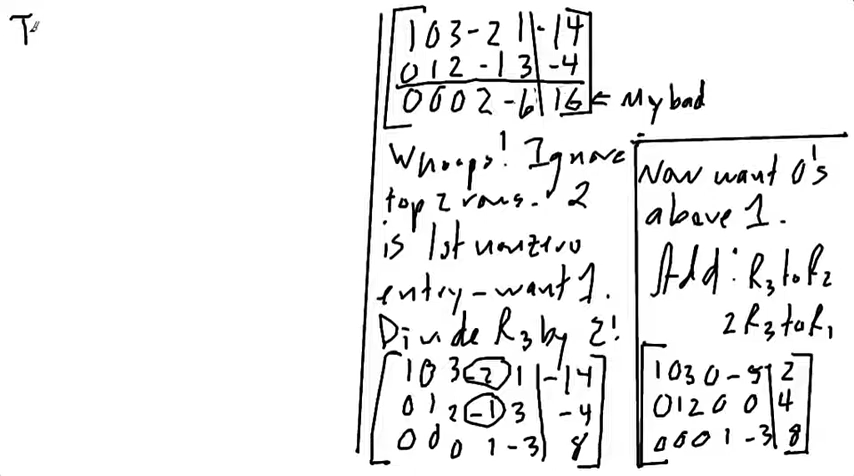 T
1 0 3 -2 1 | -14
0 1 2 -1 3 | -4
0 0 0 2 -6 | 16 ← My bad
Whoops! Ignore
top 2 rows. 2
is 1st nonzero
entry - want 1.
Divide R3 by 2!
1 0 3 -2 1 | -14
0 1 2 -1 3 | -4
0 0 0 1 -3 | 8
Now want 0's
above 1.
Add: R3 to R2
2R3 to R1
1 0 3 0 -5 | 2
0 1 2 0 0 | 4
0 0 0 1 -3 | 8